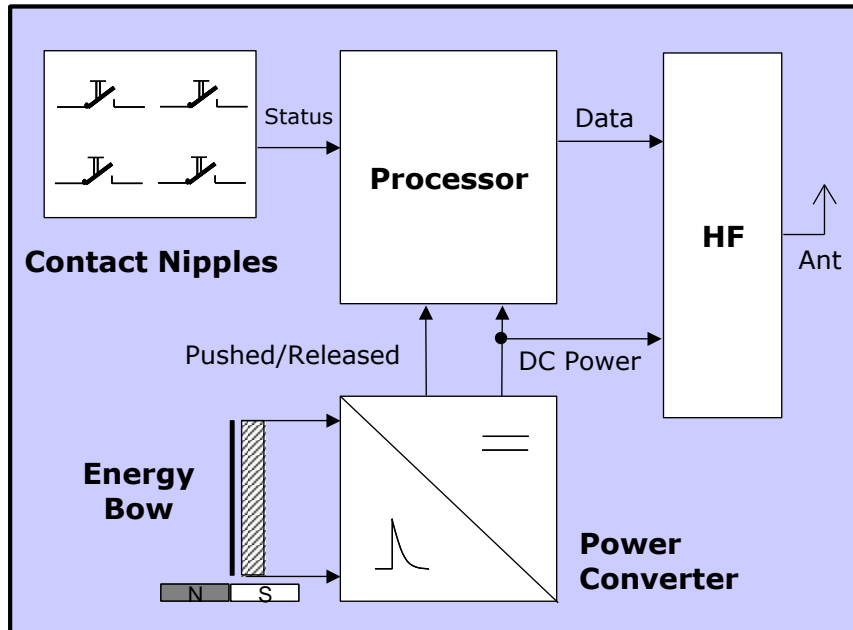 Status
Processor
Data
HF
Ant
Contact Nipples
Pushed/Released
DC Power
Energy
Bow
Power
Converter
N
S